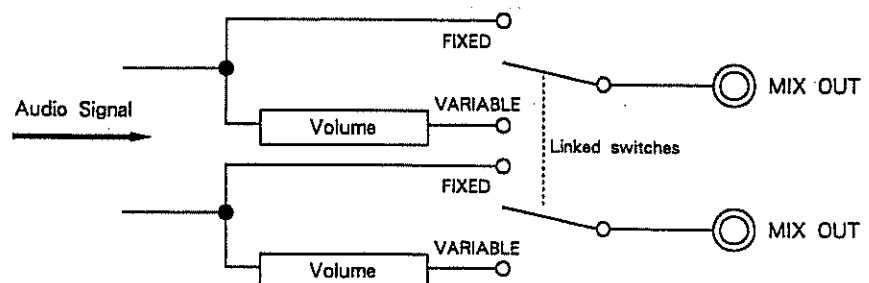 FIXED
MIX OUT
Audio Signal
VARIABLE
Volume
Linked switches
FIXED
MIX OUT
VARIABLE
Volume